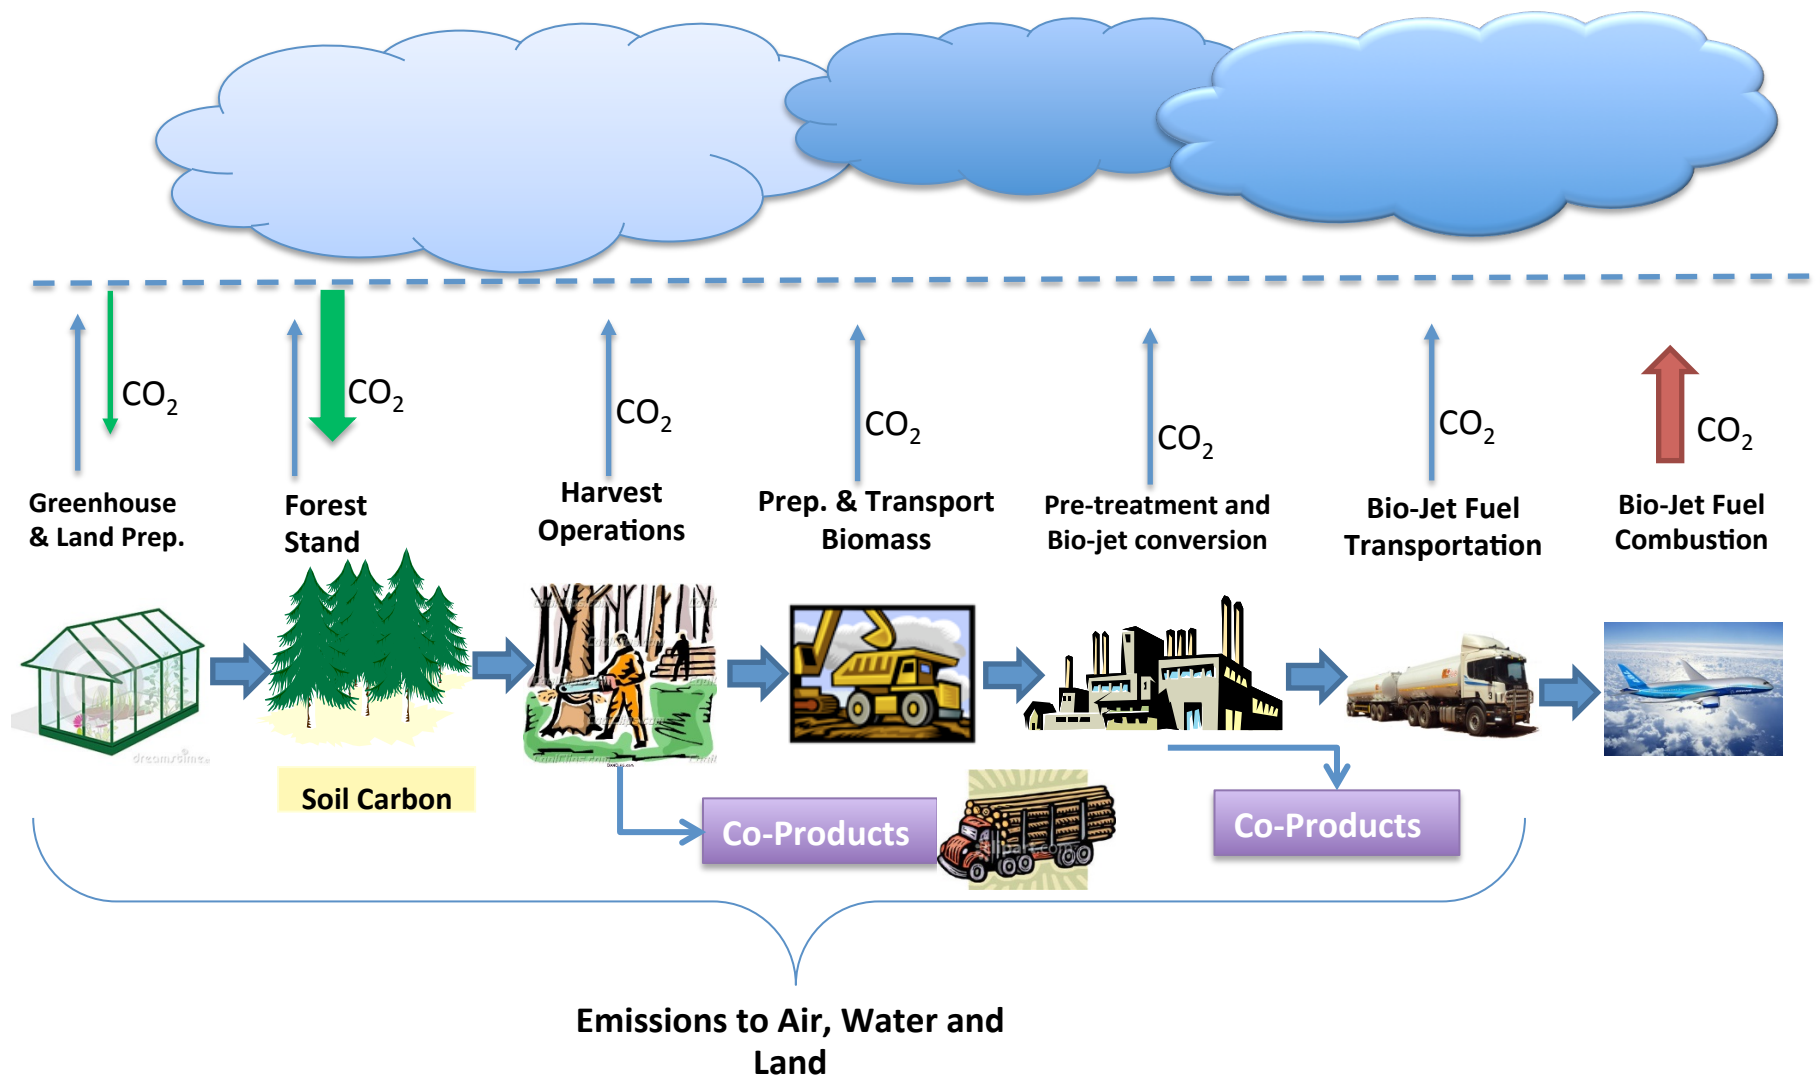 CO2
CO2
CO2
CO2
CO2
CO2
CO2
Greenhouse
& Land Prep.
Forest
Stand
Harvest
Operations
Prep. & Transport
Biomass
Pre-treatment and
Bio-jet conversion
Bio-Jet Fuel
Transportation
Bio-Jet Fuel
Combustion
dreamstime
Soil Carbon
Co-Products
Co-Products
Emissions to Air, Water and
Land